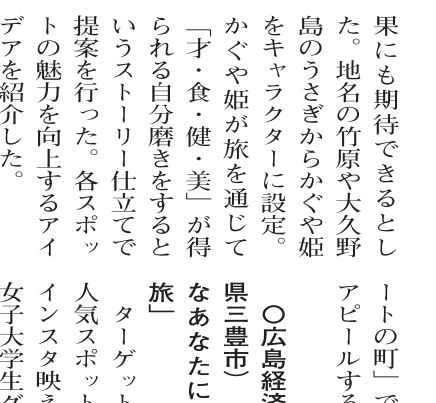 果にも期待できるとし
た。地名の竹原や大久野
島のうさぎからかぐや姫
をキャラクターに設定。
かぐや姫が旅を通じて
「才・食・健・美」が得
られる自分磨きをすると
いうストーリー仕立てで
提案を行った。各スポッ
トの魅力を向上するアイ
デアを紹介した。
ートの町」で
アピールする
〇広島経済
県三豊市）
なあなたに
旅」
ターゲット
人気スポット
インスタ映え
女子大学生グ